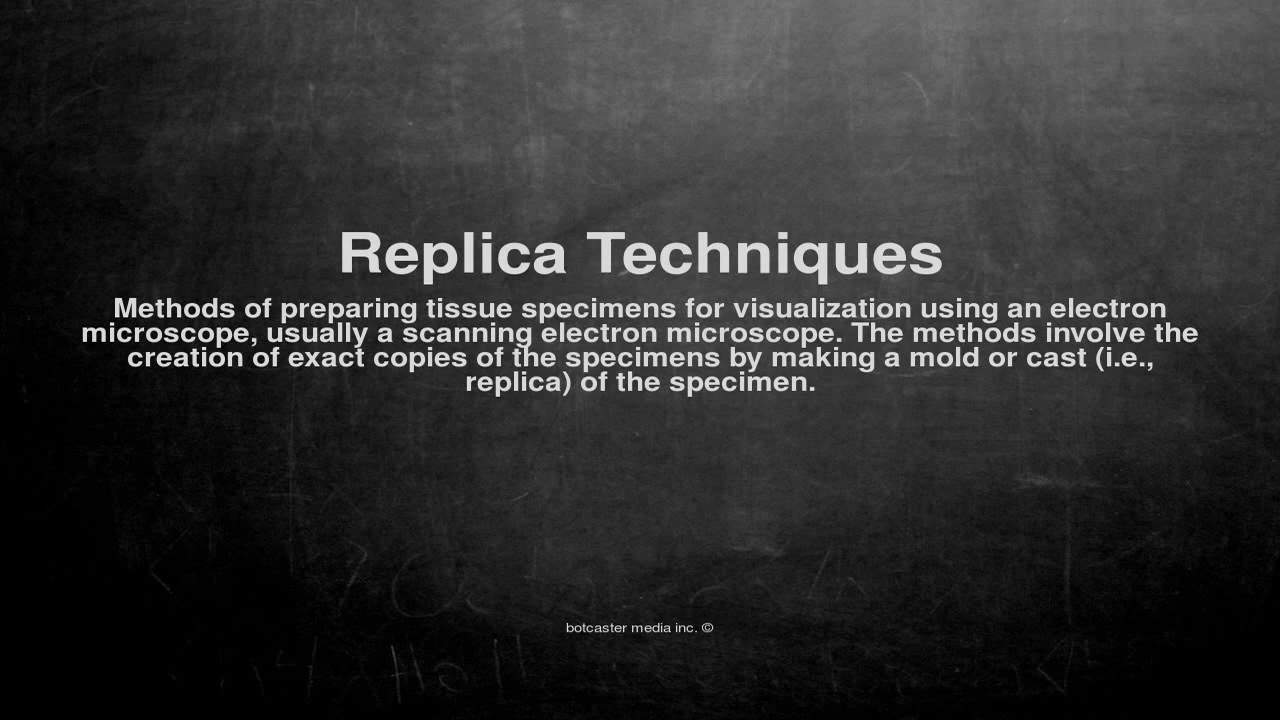 Replica Techniques
Methods of preparing tissue specimens for visualization using an electron
microscope, usually a scanning electron microscope. The methods involve the
creation of exact copies of the specimens by making a mold or cast (i.e.,
replica) of the specimen.
botcaster media inc. ©